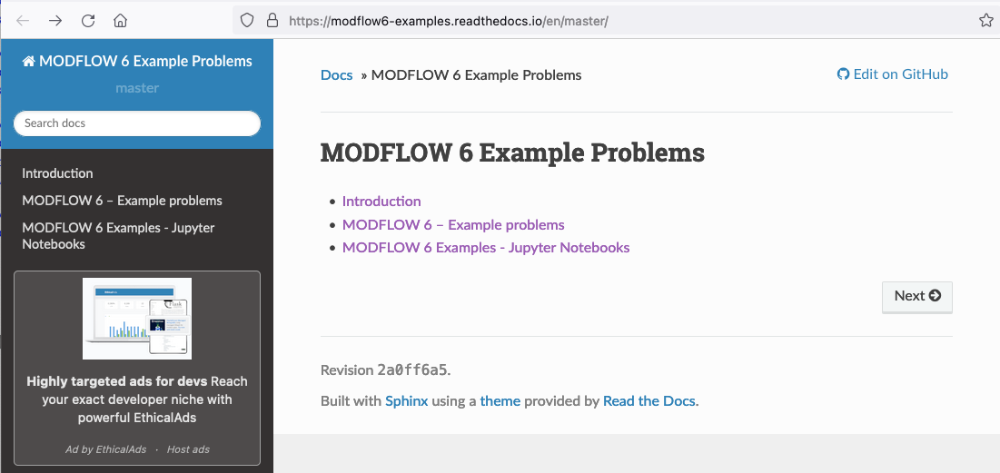 https://modflow6-examples.readthedocs.io/en/master/
MODFLOW 6 Example Problems
master
Search docs
Introduction
MODFLOW 6 – Example problems
MODFLOW 6 Examples - Jupyter
Notebooks
Highly targeted ads for devs Reach
your exact developer niche with
powerful EthicalAds
Ad by EthicalAds · Host ads
Docs » MODFLOW 6 Example Problems
Edit on GitHub
MODFLOW 6 Example Problems
• Introduction
• MODFLOW 6 – Example problems
• MODFLOW 6 Examples - Jupyter Notebooks
Next
Revision 2a0ff6a5.
Built with Sphinx using a theme provided by Read the Docs.